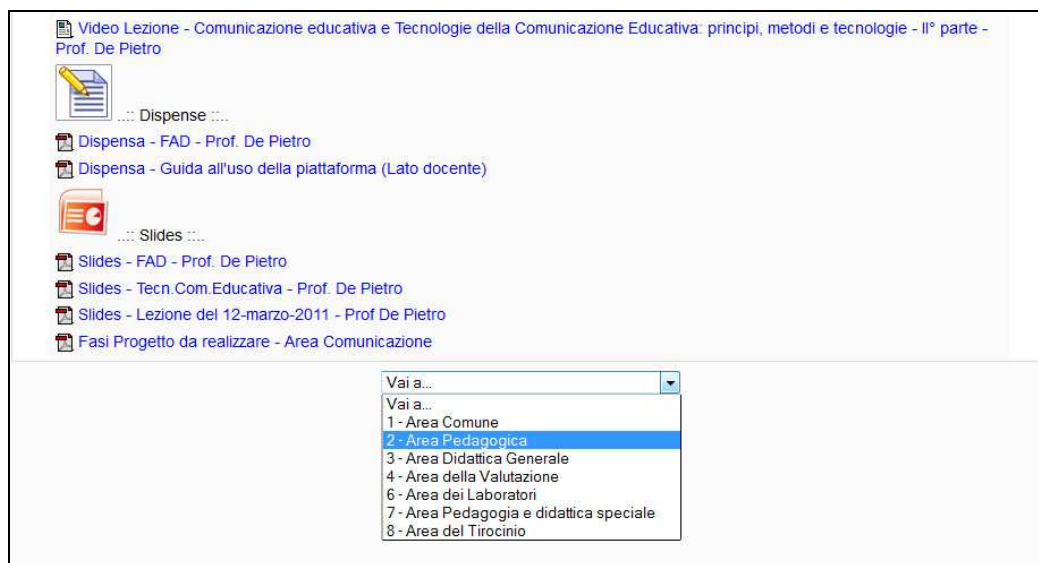 Video Lezione - Comunicazione educativa e Tecnologie della Comunicazione Educativa: principi, metodi e tecnologie - II° parte -
Prof. De Pietro
..:: Dispense ::..
Dispensa - FAD - Prof. De Pietro
Dispensa - Guida all'uso della piattaforma (Lato docente)
..:: Slides ::..
Slides - FAD - Prof. De Pietro
Slides - Tecn.Com.Educativa - Prof. De Pietro
Slides - Lezione del 12-marzo-2011 - Prof De Pietro
Fasi Progetto da realizzare - Area Comunicazione
Vai a...
Vai a...
1 - Area Comune
2 - Area Pedagogica
3 - Area Didattica Generale
4 - Area della Valutazione
6 - Area dei Laboratori
7 - Area Pedagogia e didattica speciale
8 - Area del Tirocinio